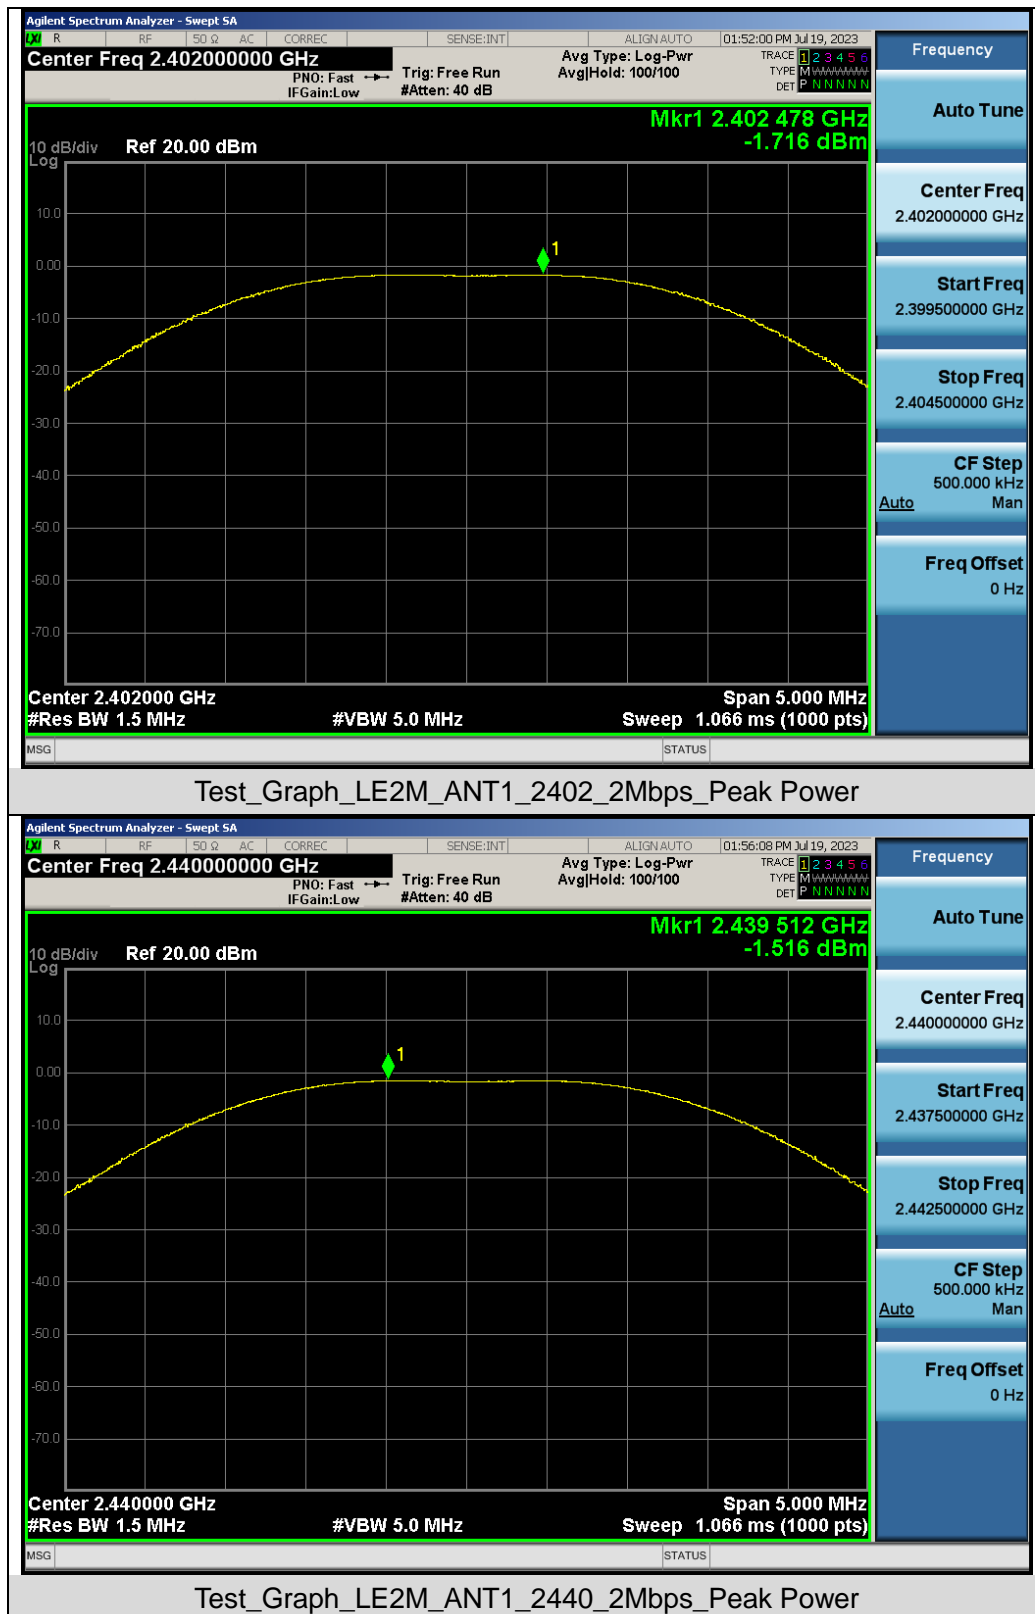 Agilent Spectrum Analyzer - Swept SA
LXI R RF 50 Ω AC CORREC SENSE:INT ALIGN AUTO 01:52:00 PM Jul 19, 2023
Center Freq 2.402000000 GHz
PNO: Fast
IFGain:Low
Trig: Free Run
#Atten: 40 dB
Avg Type: Log-Pwr
Avg|Hold: 100/100
TRACE 1 2 3 4 5 6
TYPE M WWWWW
DET P N N N N N
Mkr1 2.402 478 GHz
-1.716 dBm
10 dB/div Ref 20.00 dBm
Log
10.0
1
0.00
-10.0
-20.0
-30.0
-40.0
-50.0
-60.0
-70.0
Center 2.402000 GHz Span 5.000 MHz
#Res BW 1.5 MHz #VBW 5.0 MHz Sweep 1.066 ms (1000 pts)
MSG STATUS
Frequency
Auto Tune
Center Freq
2.402000000 GHz
Start Freq
2.399500000 GHz
Stop Freq
2.404500000 GHz
CF Step
500.000 kHz
Auto Man
Freq Offset
0 Hz
Test_Graph_LE2M_ANT1_2402_2Mbps_Peak Power
Agilent Spectrum Analyzer - Swept SA
LXI R RF 50 Ω AC CORREC SENSE:INT ALIGN AUTO 01:56:08 PM Jul 19, 2023
Center Freq 2.440000000 GHz
PNO: Fast
IFGain:Low
Trig: Free Run
#Atten: 40 dB
Avg Type: Log-Pwr
Avg|Hold: 100/100
TRACE 1 2 3 4 5 6
TYPE M WWWWW
DET P N N N N N
Mkr1 2.439 512 GHz
-1.516 dBm
10 dB/div Ref 20.00 dBm
Log
10.0
1
0.00
-10.0
-20.0
-30.0
-40.0
-50.0
-60.0
-70.0
Center 2.440000 GHz Span 5.000 MHz
#Res BW 1.5 MHz #VBW 5.0 MHz Sweep 1.066 ms (1000 pts)
MSG STATUS
Frequency
Auto Tune
Center Freq
2.440000000 GHz
Start Freq
2.437500000 GHz
Stop Freq
2.442500000 GHz
CF Step
500.000 kHz
Auto Man
Freq Offset
0 Hz
Test_Graph_LE2M_ANT1_2440_2Mbps_Peak Power